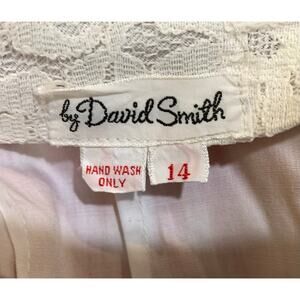 by David Smith
HAND WASH
ONLY
14